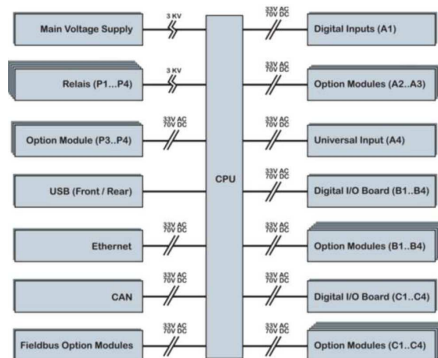 Main Voltage Supply
3 KV
33V AC
70V DC
Digital Inputs (A1)
Relais (P1...P4)
3 KV
33V AC
70V DC
Option Modules (A2..A3)
Option Module (P3..P4)
33V AC
70V DC
33V AC
70V DC
Universal Input (A4)
USB (Front / Rear)
CPU
33V AC
70V DC
Digital I/O Board (B1..B4)
Ethernet
33V AC
70V DC
33V AC
70V DC
Option Modules (B1..B4)
CAN
33V AC
70V DC
33V AC
70V DC
Digital I/O Board (C1..C4)
Fieldbus Option Modules
33V AC
70V DC
33V AC
70V DC
Option Modules (C1..C4)